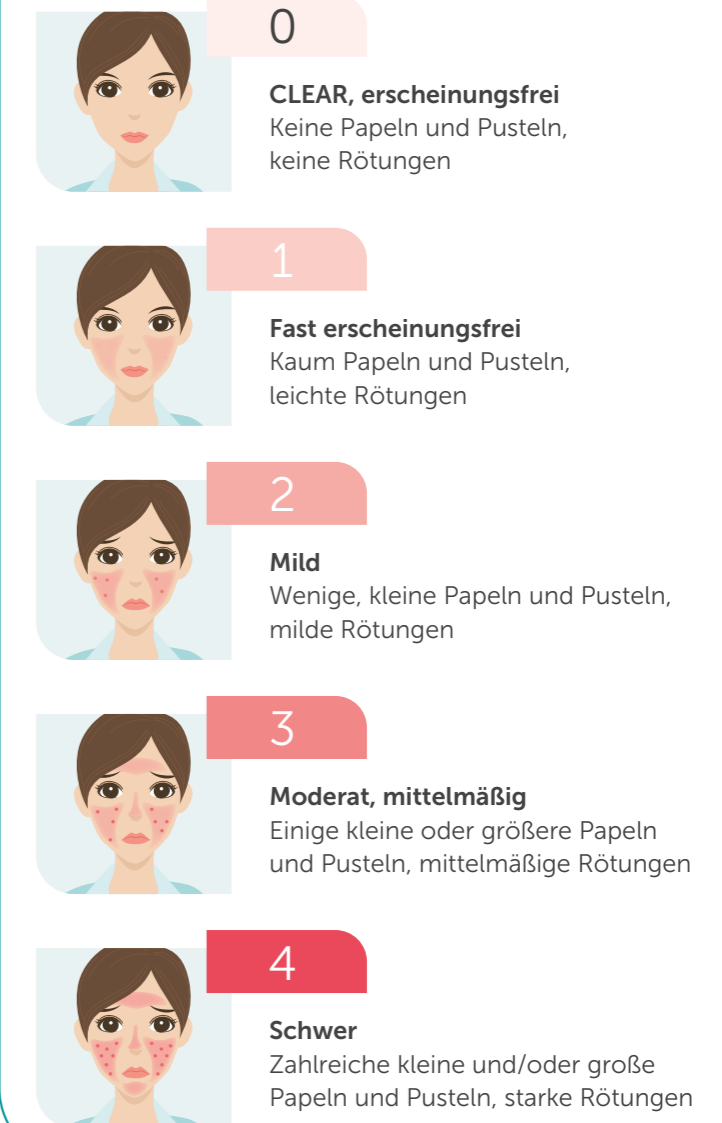 0
CLEAR, erscheinungsfrei
Keine Papeln und Pusteln,
keine Rötungen
1
Fast erscheinungsfrei
Kaum Papeln und Pusteln,
leichte Rötungen
2
Mild
Wenige, kleine Papeln und Pusteln,
milde Rötungen
3
Moderat, mittelmäßig
Einige kleine oder größere Papeln
und Pusteln, mittelmäßige Rötungen
4
Schwer
Zahlreiche kleine und/oder große
Papeln und Pusteln, starke Rötungen